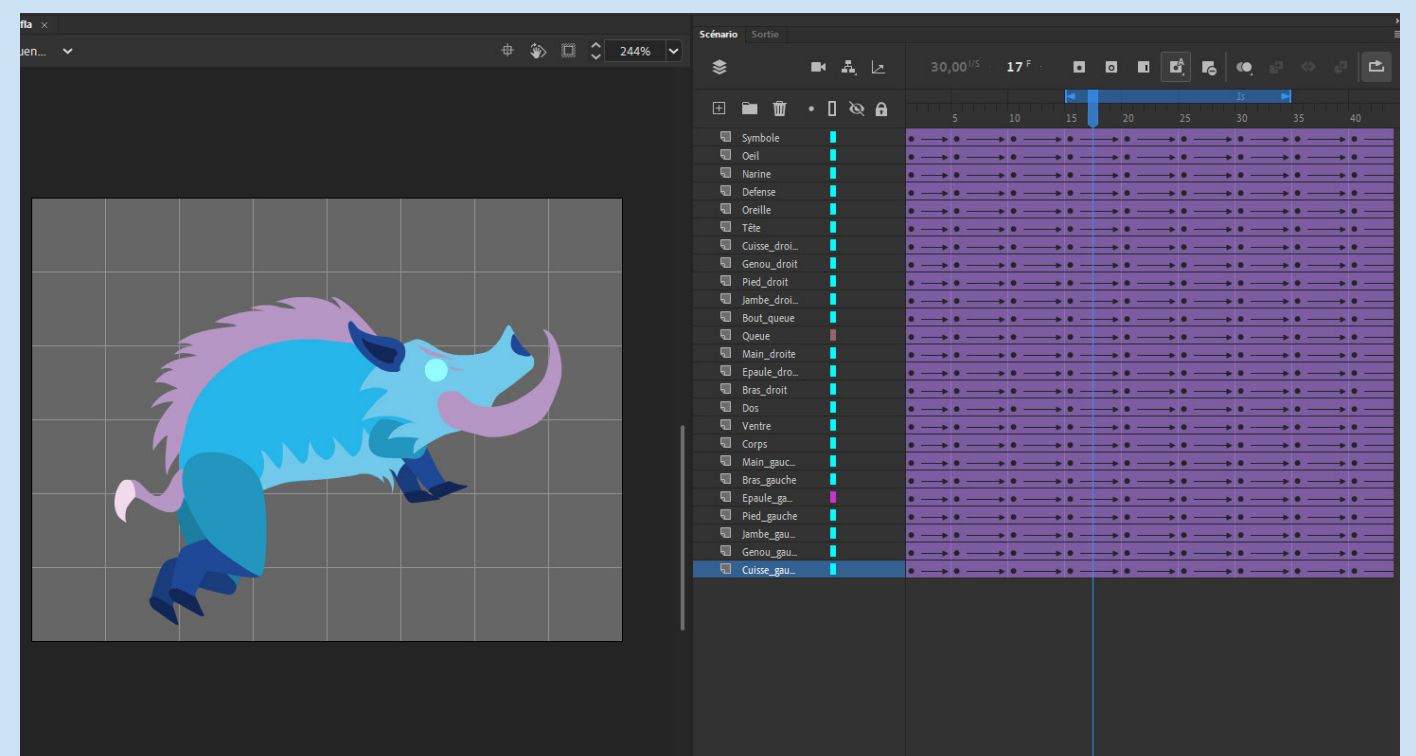 fla ×
uen...
244%
Scénario Sortie
30,00 I/S 17 F
1s
5 10 15 20 25 30 35 40
Symbole
Oeil
Narine
Defense
Oreille
Tête
Cuisse_droi...
Genou_droit
Pied_droit
Jambe_droi...
Bout_queue
Queue
Main_droite
Epaule_dro...
Bras_droit
Dos
Ventre
Corps
Main_gauc...
Bras_gauche
Epaule_ga...
Pied_gauche
Jambe_gau...
Genou_gau...
Cuisse_gau...